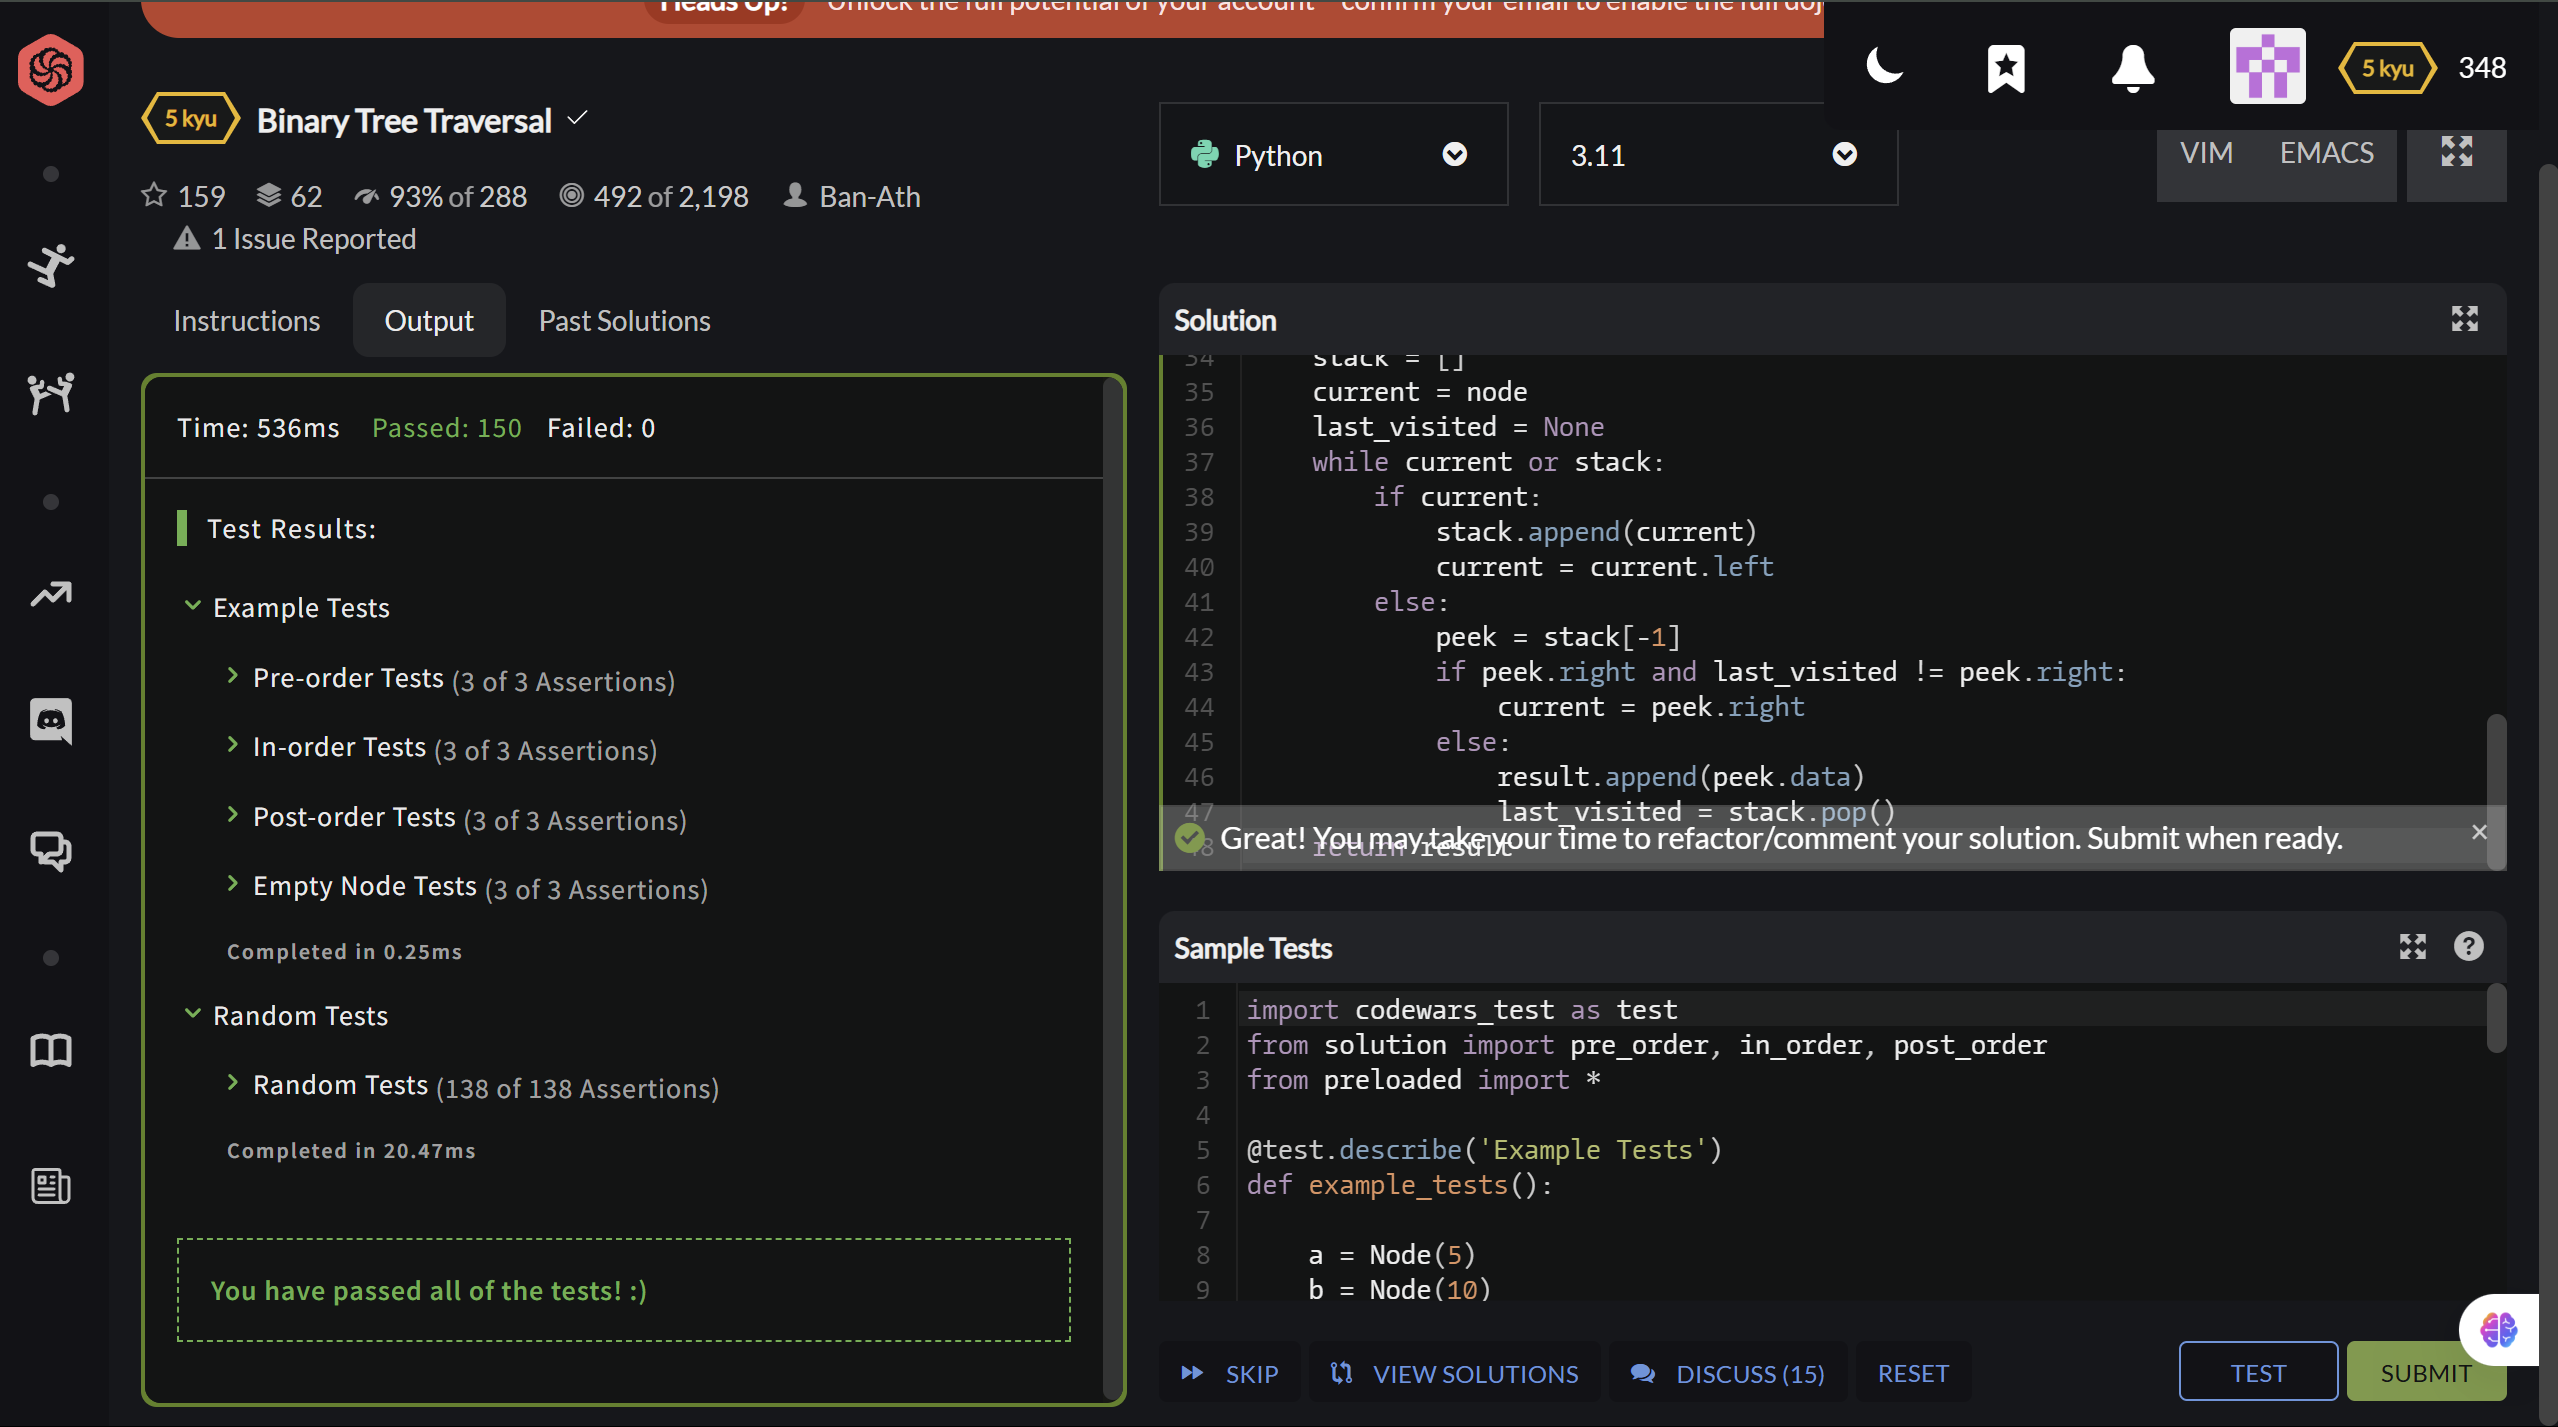 Heads Up! Unlock the full potential of your account confirm your email to enable the full doj
5 kyu 348
5 kyu Binary Tree Traversal
159 62 93% of 288 492 of 2,198 Ban-Ath
1 Issue Reported
Python 3.11 VIM EMACS
Instructions Output Past Solutions
Time: 536ms Passed: 150 Failed: 0
Test Results:
Example Tests
Pre-order Tests (3 of 3 Assertions)
In-order Tests (3 of 3 Assertions)
Post-order Tests (3 of 3 Assertions)
Empty Node Tests (3 of 3 Assertions)
Completed in 0.25ms
Random Tests
Random Tests (138 of 138 Assertions)
Completed in 20.47ms
You have passed all of the tests! :)
Solution
34 stack = []
35 current = node
36 last_visited = None
37 while current or stack:
38 if current:
39 stack.append(current)
40 current = current.left
41 else:
42 peek = stack[-1]
43 if peek.right and last_visited != peek.right:
44 current = peek.right
45 else:
46 result.append(peek.data)
47 last_visited = stack.pop()
48 return result
Great! You may take your time to refactor/comment your solution. Submit when ready.
Sample Tests
1 import codewars_test as test
2 from solution import pre_order, in_order, post_order
3 from preloaded import *
4
5 @test.describe('Example Tests')
6 def example_tests():
7
8 a = Node(5)
9 b = Node(10)
SKIP VIEW SOLUTIONS DISCUSS (15) RESET TEST SUBMIT